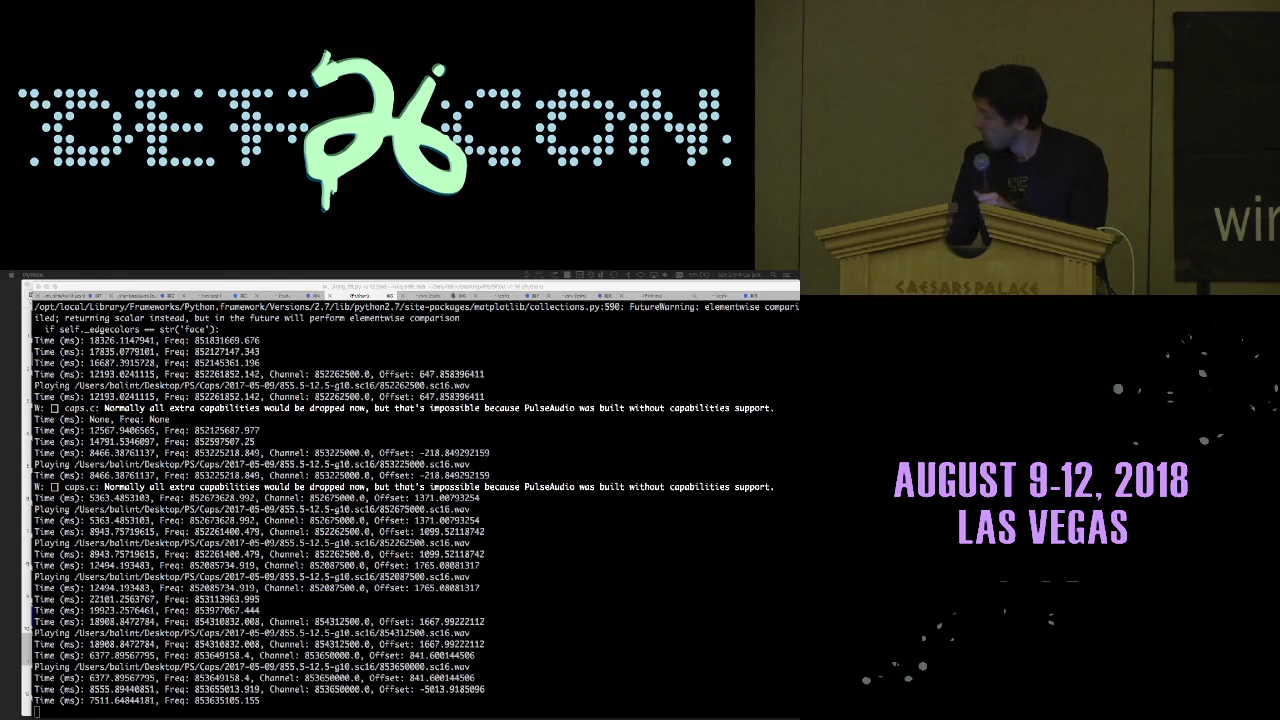 DEF CON
26
wir
CAESARS PALACE
Python
/opt/local/Library/Frameworks/Python.framework/Versions/2.7/lib/python2.7/site-packages/matplotlib/collections.py:590: FutureWarning: elementwise compari
iled; returning scalar instead, but in the future will perform elementwise comparison
if self._edgecolors == str('face'):
Time (ms): 18326.1147941, Freq: 851831669.676
Time (ms): 17835.0779101, Freq: 852127147.343
Time (ms): 16687.3915728, Freq: 852145361.196
Time (ms): 12193.0241115, Freq: 852261852.142, Channel: 852262500.0, Offset: 647.858396411
Playing /Users/balint/Desktop/PS/Caps/2017-05-09/855.5-12.5-g10.sc16/852262500.sc16.wav
Time (ms): 12193.0241115, Freq: 852261852.142, Channel: 852262500.0, Offset: 647.858396411
W: caps.c: Normally all extra capabilities would be dropped now, but that's impossible because PulseAudio was built without capabilities support.
Time (ms): None, Freq: None
Time (ms): 12567.9406565, Freq: 852125687.977
Time (ms): 14791.5346097, Freq: 852597507.25
Time (ms): 8466.38761137, Freq: 853225218.849, Channel: 853225000.0, Offset: -218.849292159
Playing /Users/balint/Desktop/PS/Caps/2017-05-09/855.5-12.5-g10.sc16/853225000.sc16.wav
Time (ms): 8466.38761137, Freq: 853225218.849, Channel: 853225000.0, Offset: -218.849292159
W: caps.c: Normally all extra capabilities would be dropped now, but that's impossible because PulseAudio was built without capabilities support.
Time (ms): 5363.4853103, Freq: 852673628.992, Channel: 852675000.0, Offset: 1371.00793254
Playing /Users/balint/Desktop/PS/Caps/2017-05-09/855.5-12.5-g10.sc16/852675000.sc16.wav
Time (ms): 5363.4853103, Freq: 852673628.992, Channel: 852675000.0, Offset: 1371.00793254
Time (ms): 8943.75719615, Freq: 852261400.479, Channel: 852262500.0, Offset: 1099.52118742
Playing /Users/balint/Desktop/PS/Caps/2017-05-09/855.5-12.5-g10.sc16/852262500.sc16.wav
Time (ms): 8943.75719615, Freq: 852261400.479, Channel: 852262500.0, Offset: 1099.52118742
Time (ms): 12494.193483, Freq: 852085734.919, Channel: 852087500.0, Offset: 1765.08081317
Playing /Users/balint/Desktop/PS/Caps/2017-05-09/855.5-12.5-g10.sc16/852087500.sc16.wav
Time (ms): 12494.193483, Freq: 852085734.919, Channel: 852087500.0, Offset: 1765.08081317
Time (ms): 22101.2563767, Freq: 853113963.995
Time (ms): 19923.2576461, Freq: 853977067.444
Time (ms): 18908.8472784, Freq: 854310832.008, Channel: 854312500.0, Offset: 1667.99222112
Playing /Users/balint/Desktop/PS/Caps/2017-05-09/855.5-12.5-g10.sc16/854312500.sc16.wav
Time (ms): 18908.8472784, Freq: 854310832.008, Channel: 854312500.0, Offset: 1667.99222112
Time (ms): 6377.89567795, Freq: 853649158.4, Channel: 853650000.0, Offset: 841.600144506
Playing /Users/balint/Desktop/PS/Caps/2017-05-09/855.5-12.5-g10.sc16/853650000.sc16.wav
Time (ms): 6377.89567795, Freq: 853649158.4, Channel: 853650000.0, Offset: 841.600144506
Time (ms): 8555.89440851, Freq: 853655013.919, Channel: 853650000.0, Offset: -5013.9185096
Time (ms): 7511.64844181, Freq: 853635105.155
AUGUST 9-12, 2018
LAS VEGAS